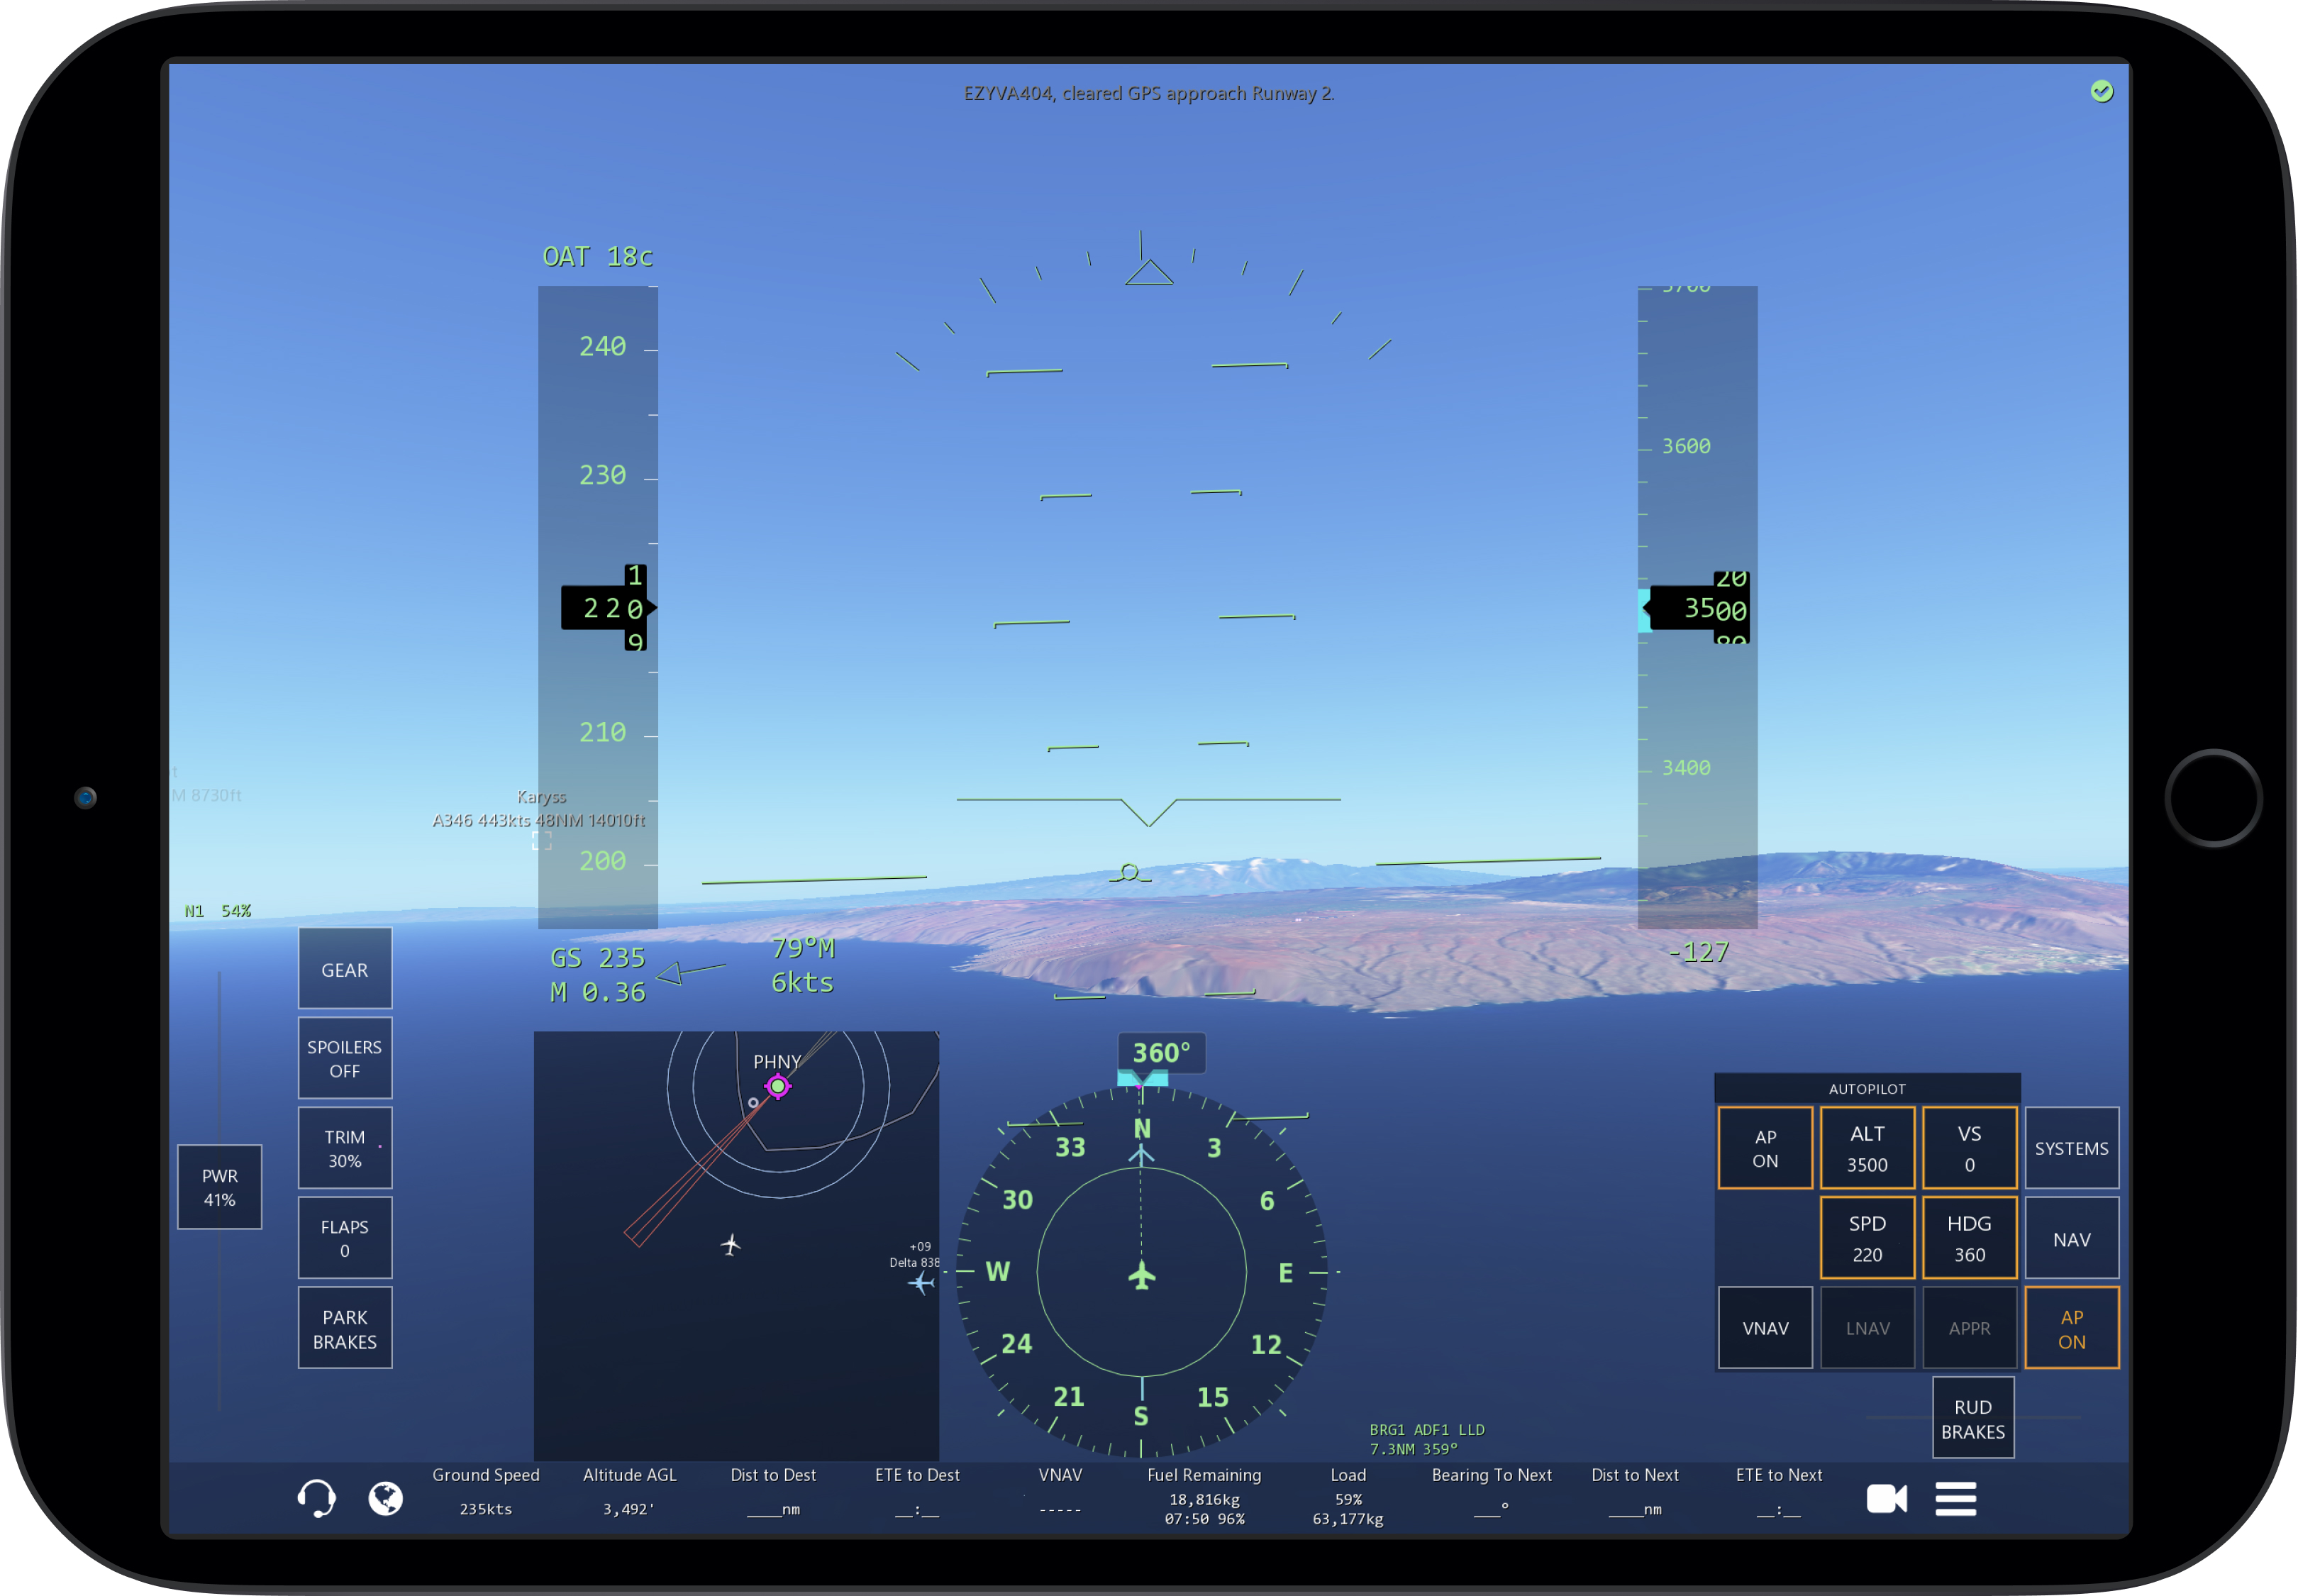 EZYVA404, cleared GPS approach Runway 2.
OAT 18c
240
230
1
220
9
210
200
3700
3600
20
3500
80
3400
-127
M 8730ft
Karyss
A346 443kts 48NM 14010ft
N1 54%
GS 235
M 0.36
79°M
6kts
GEAR
SPOILERS
OFF
TRIM
30%
PWR
41%
FLAPS
0
PARK
BRAKES
PHNY
+09
Delta 838
360°
N
33
3
30
6
W
E
24
12
21
15
S
BRG1 ADF1 LLD
7.3NM 359°
AUTOPILOT
AP
ON
ALT
3500
VS
0
SYSTEMS
SPD
220
HDG
360
NAV
VNAV
LNAV
APPR
AP
ON
RUD
BRAKES
Ground Speed
235kts
Altitude AGL
3,492'
Dist to Dest
____nm
ETE to Dest
__:__
VNAV
-----
Fuel Remaining
18,816kg
07:50 96%
Load
59%
63,177kg
Bearing To Next
___°
Dist to Next
____nm
ETE to Next
__:__